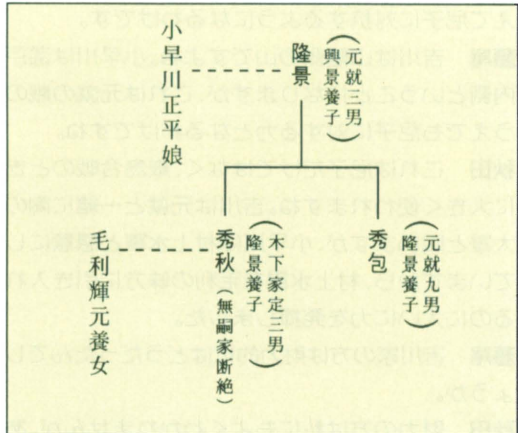 隆景
(元就三男
興景養子)
小早川正平娘
秀包
(元就九男
隆景養子)
秀秋(無嗣家断絶)
(木下家定三男
隆景養子)
毛利輝元養女